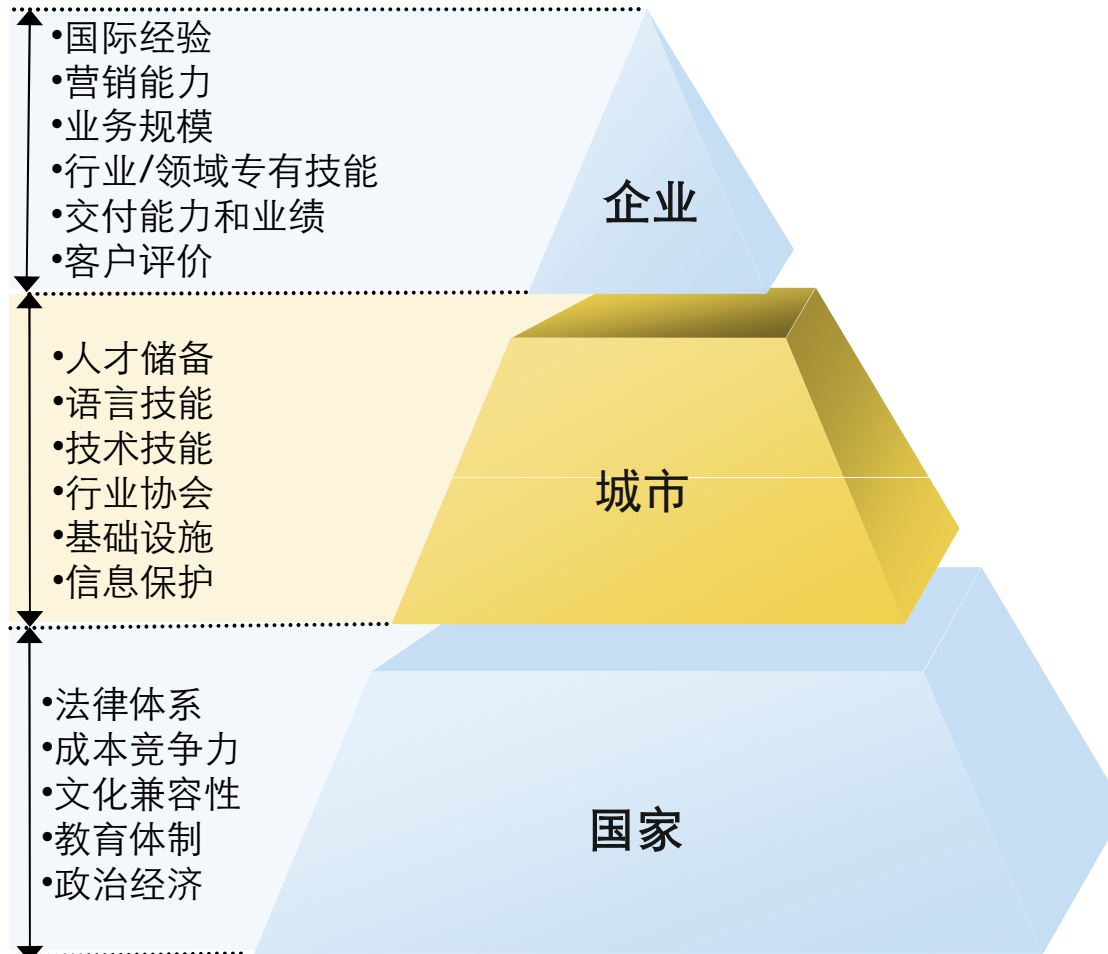 •国际经验
•营销能力
•业务规模
•行业/领域专有技能
•交付能力和业绩
•客户评价
企业
•人才储备
•语言技能
•技术技能
•行业协会
•基础设施
•信息保护
城市
•法律体系
•成本竞争力
•文化兼容性
•教育体制
•政治经济
国家